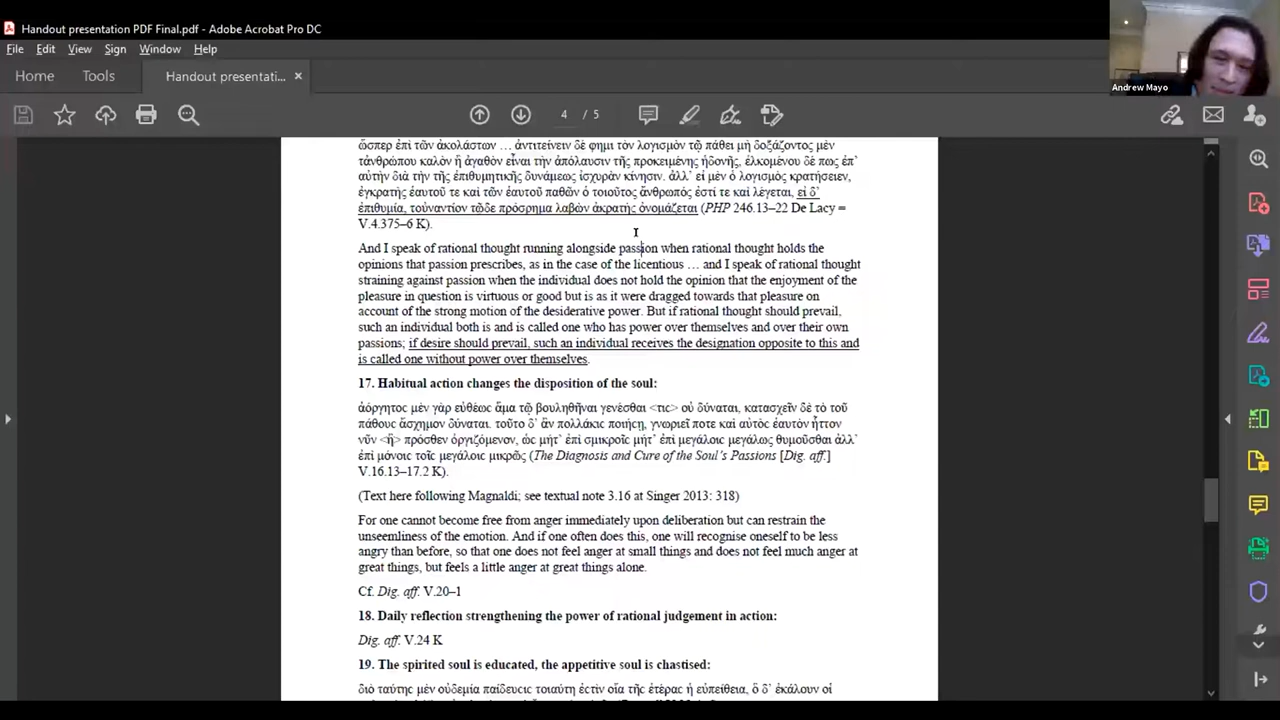 Handout presentation PDF Final.pdf - Adobe Acrobat Pro DC
File Edit View Sign Window Help
Home Tools Handout presentati... ×
4 / 5
Andrew Mayo
ὥσπερ ἐπὶ τῶν ἀκολάστων … ἀντιτείνειν δέ φημι τὸν λογισμὸν τῷ πάθει μὴ δοξάζοντος μὲν
τἀνθρώπου καλὸν ἢ ἀγαθὸν εἶναι τὴν ἀπόλαυσιν τῆς προκειμένης ἡδονῆς, ἑλκομένου δέ πως ἐπ’
αὐτὴν διὰ τὴν τῆς ἐπιθυμητικῆς δυνάμεως ἰσχυρὰν κίνησιν. ἀλλ’ εἰ μὲν ὁ λογισμὸς κρατήσειεν,
ἐγκρατὴς ἑαυτοῦ τε καὶ τῶν ἑαυτοῦ παθῶν ὁ τοιοῦτος ἄνθρωπός ἐστί τε καὶ λέγεται, εἰ δ’
ἐπιθυμία, τοὐναντίον τῷδε πρόσρημα λαβὼν ἀκρατὴς ὀνομάζεται (PHP 246.13–22 De Lacy =
V.4.375–6 K).
And I speak of rational thought running alongside passion when rational thought holds the
opinions that passion prescribes, as in the case of the licentious … and I speak of rational thought
straining against passion when the individual does not hold the opinion that the enjoyment of the
pleasure in question is virtuous or good but is as it were dragged towards that pleasure on
account of the strong motion of the desiderative power. But if rational thought should prevail,
such an individual both is and is called one who has power over themselves and over their own
passions; if desire should prevail, such an individual receives the designation opposite to this and
is called one without power over themselves.
17. Habitual action changes the disposition of the soul:
ἀόργητοϲ μὲν γὰρ εὐθέωϲ ἅμα τῷ βουληθῆναι γενέϲθαι <τιϲ> οὐ δύναται, καταϲχεῖν δὲ τὸ τοῦ
πάθουϲ ἄϲχημον δύναται. τοῦτο δ’ ἂν πολλάκιϲ ποιήϲῃ, γνωριεῖ ποτε καὶ αὐτὸϲ ἑαυτὸν ἧττον
νῦν <ἢ> πρόϲθεν ὀργιζόμενον, ὡϲ μήτ’ ἐπὶ ϲμικροῖϲ μήτ’ ἐπὶ μεγάλοιϲ μεγάλωϲ θυμοῦϲθαι ἀλλ’
ἐπὶ μόνοιϲ τοῖϲ μεγάλοιϲ μικρῶϲ (The Diagnosis and Cure of the Soul’s Passions [Dig. aff.]
V.16.13–17.2 K).
(Text here following Magnaldi; see textual note 3.16 at Singer 2013: 318)
For one cannot become free from anger immediately upon deliberation but can restrain the
unseemliness of the emotion. And if one often does this, one will recognise oneself to be less
angry than before, so that one does not feel anger at small things and does not feel much anger at
great things, but feels a little anger at great things alone.
Cf. Dig. aff. V.20–1
18. Daily reflection strengthening the power of rational judgement in action:
Dig. aff. V.24 K
19. The spirited soul is educated, the appetitive soul is chastised:
διὸ ταύτηϲ μὲν οὐδεμία παίδευϲιϲ τοιαύτη ἐϲτὶν οἵα τῆϲ ἑτέραϲ ἡ εὐπείθεια, ὃ δ’ ἐκάλουν οἱ